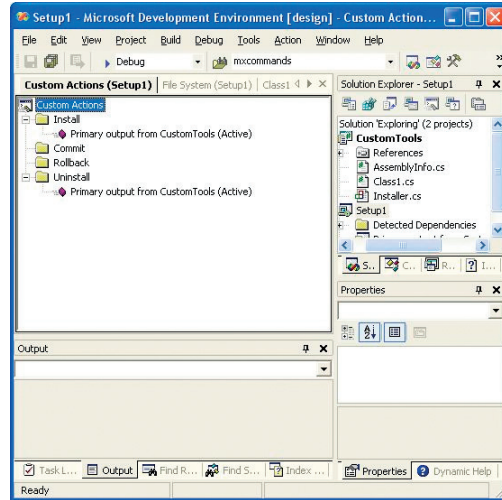 Setup1 - Microsoft Development Environment [design] - Custom Action...
File Edit View Project Build Debug Tools Action Window Help
Debug mxcommands
Custom Actions (Setup1) File System (Setup1) Class1
Custom Actions
Install
Primary output from CustomTools (Active)
Commit
Rollback
Uninstall
Primary output from CustomTools (Active)
Solution Explorer - Setup1
Solution 'Exploring' (2 projects)
CustomTools
References
AssemblyInfo.cs
Class1.cs
Installer.cs
Setup1
Detected Dependencies
S.. C.. R.. I...
Properties
Output
Task L... Output Find R... Find S... Index ...
Properties Dynamic Help
Ready